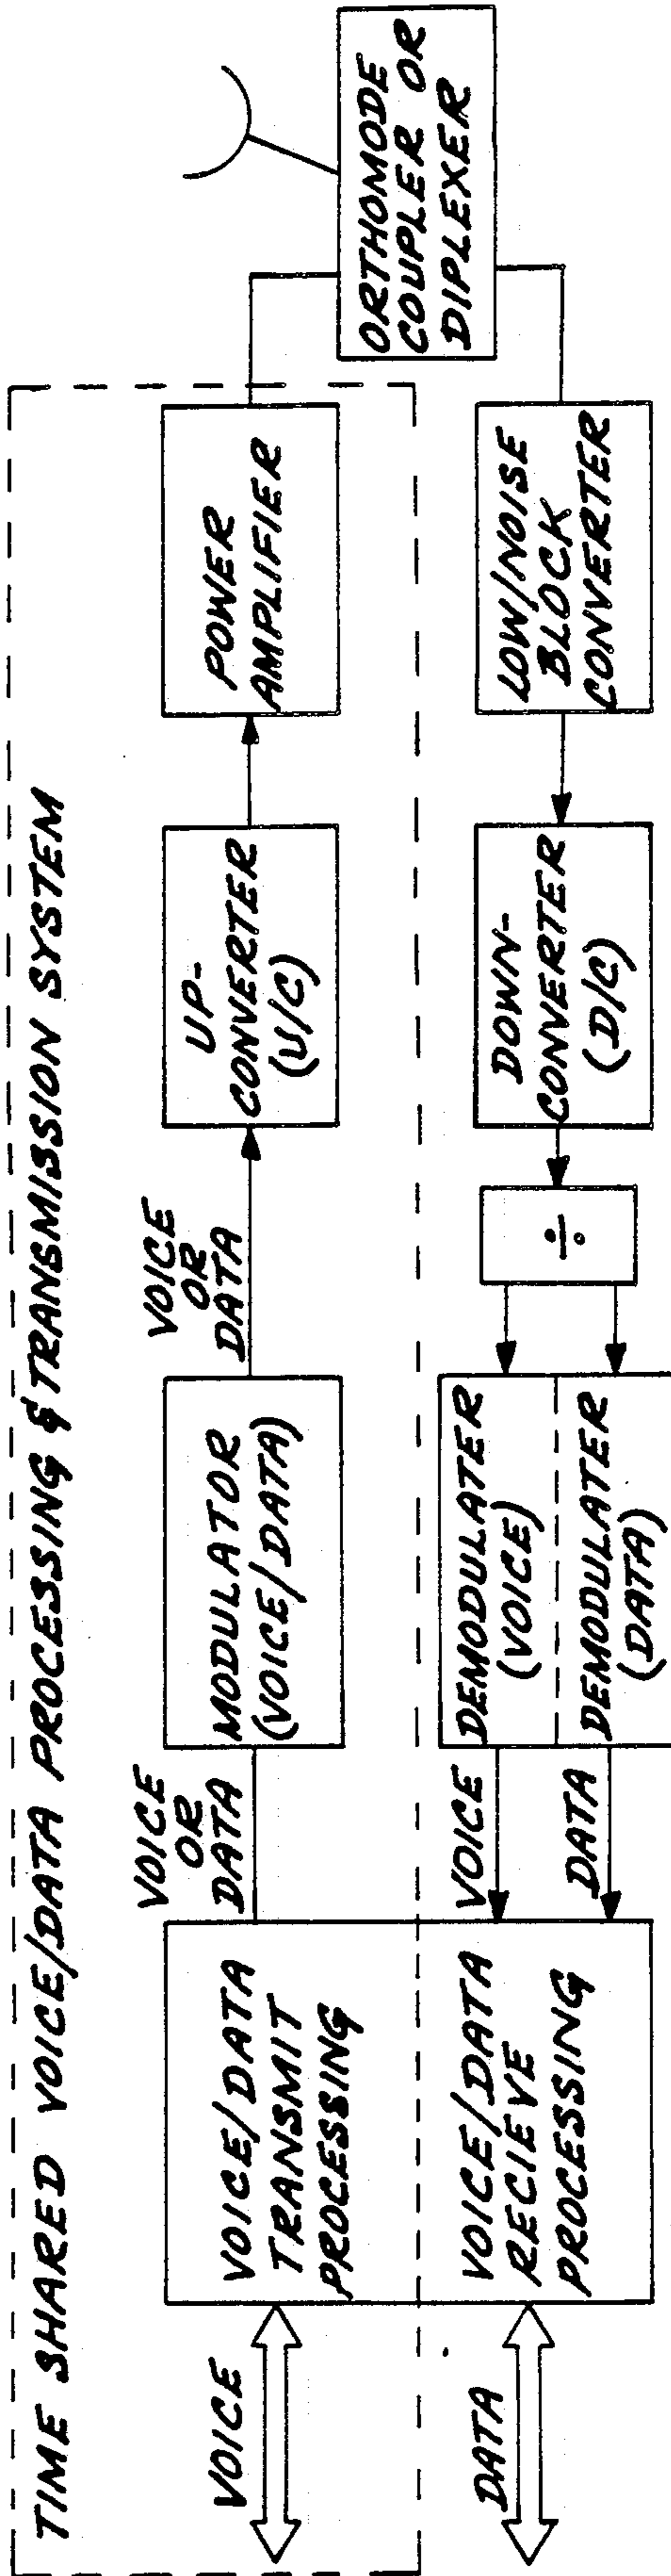 TIME SHARED VOICE/DATA PROCESSING & TRANSMISSION SYSTEM
VOICE
VOICE/DATA
TRANSMIT
PROCESSING
VOICE
OR
DATA
MODULATOR
(VOICE/DATA)
VOICE
OR
DATA
UP-
CONVERTER
(U/C)
POWER
AMPLIFIER
ORTHOMODE
COUPLER OR
DIPLEXER
DATA
VOICE/DATA
RECIEVE
PROCESSING
VOICE
DATA
DEMODULATER
(VOICE)
DEMODULATER
(DATA)
÷
DOWN-
CONVERTER
(D/C)
LOW/NOISE
BLOCK
CONVERTER